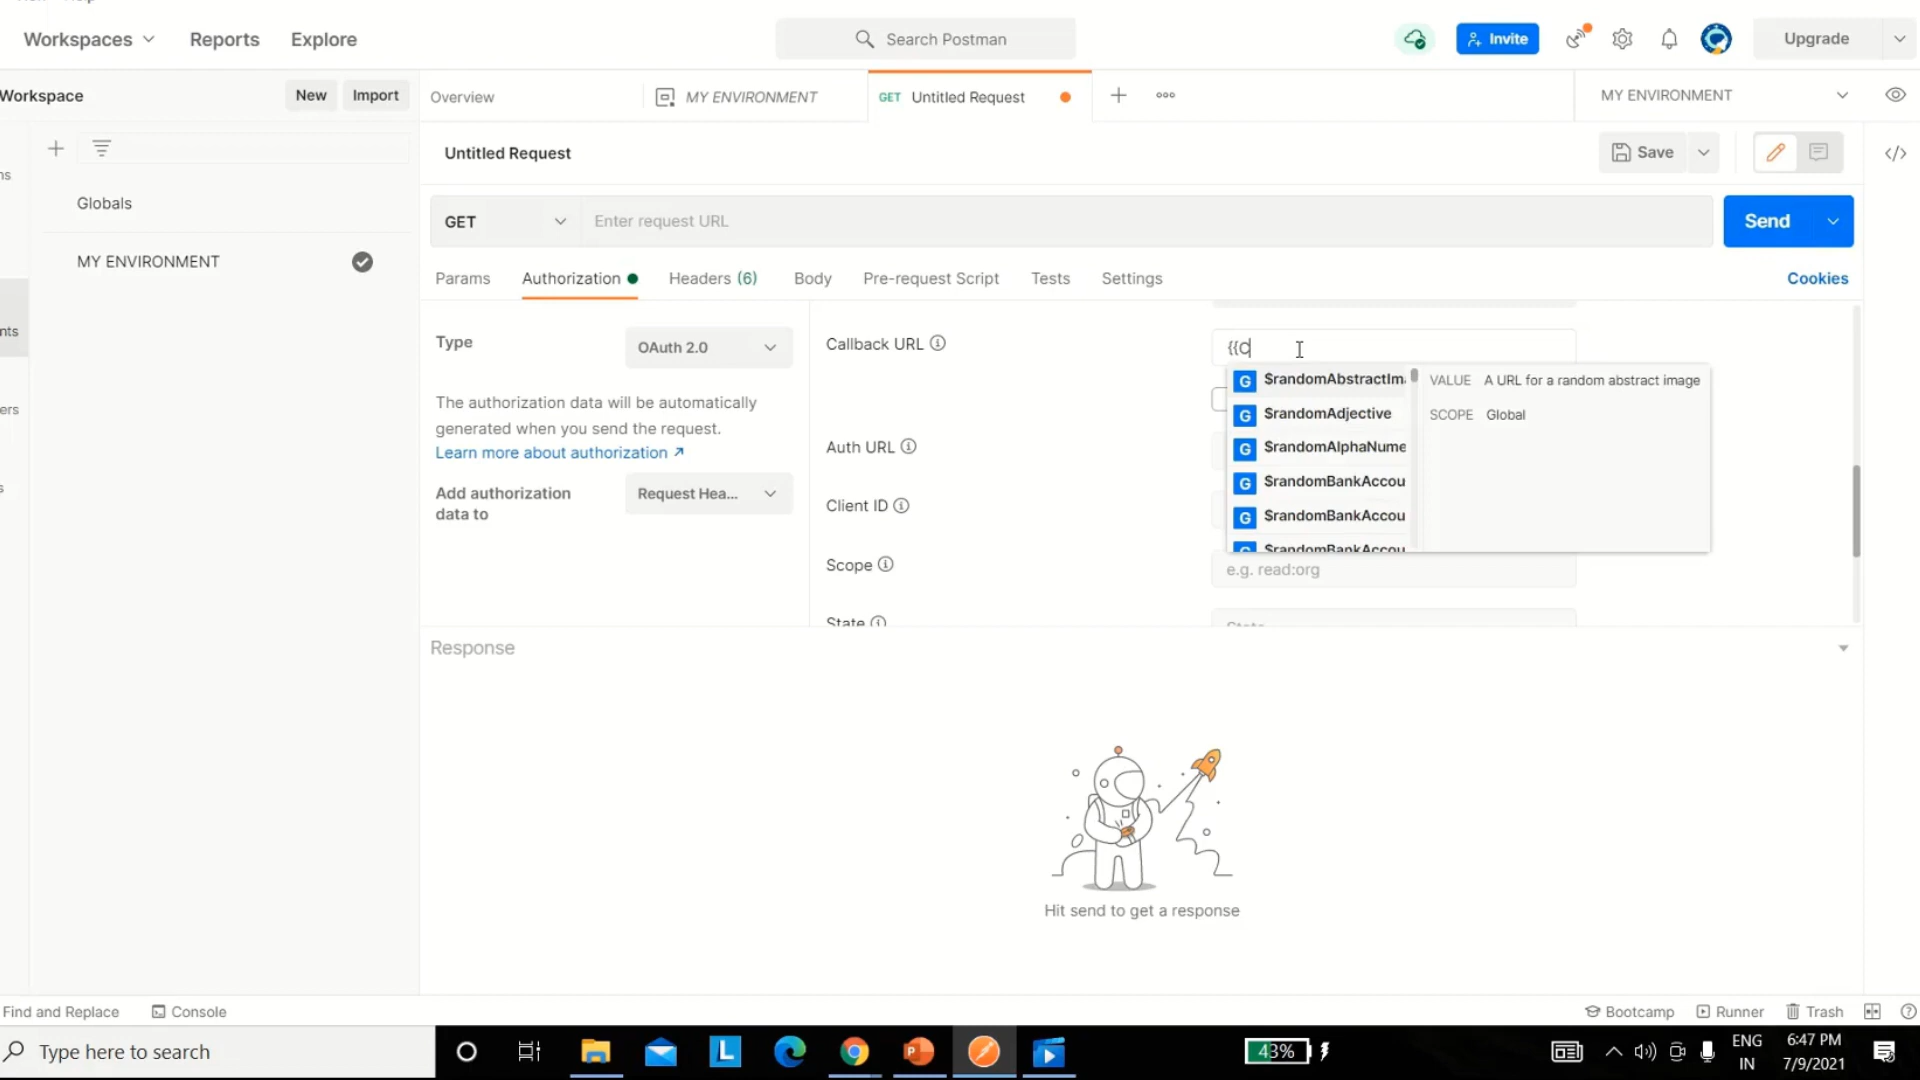 Workspaces
Reports
Explore
Search Postman
Invite
Upgrade
Workspace
New
Import
Overview
MY ENVIRONMENT
GET Untitled Request
MY ENVIRONMENT
Untitled Request
Save
Globals
GET
Enter request URL
Send
MY ENVIRONMENT
Params
Authorization
Headers (6)
Body
Pre-request Script
Tests
Settings
Cookies
Type
OAuth 2.0
The authorization data will be automatically
generated when you send the request.
Learn more about authorization ↗
Add authorization
data to
Request Hea...
Callback URL
{{C
$randomAbstractIma
$randomAdjective
$randomAlphaNume
$randomBankAccou
$randomBankAccou
$randomBankAccou
VALUE A URL for a random abstract image
SCOPE Global
Auth URL
Client ID
Scope
e.g. read:org
State
State
Response
Hit send to get a response
Find and Replace
Console
Bootcamp
Runner
Trash
Type here to search
43%
ENG
IN
6:47 PM
7/9/2021